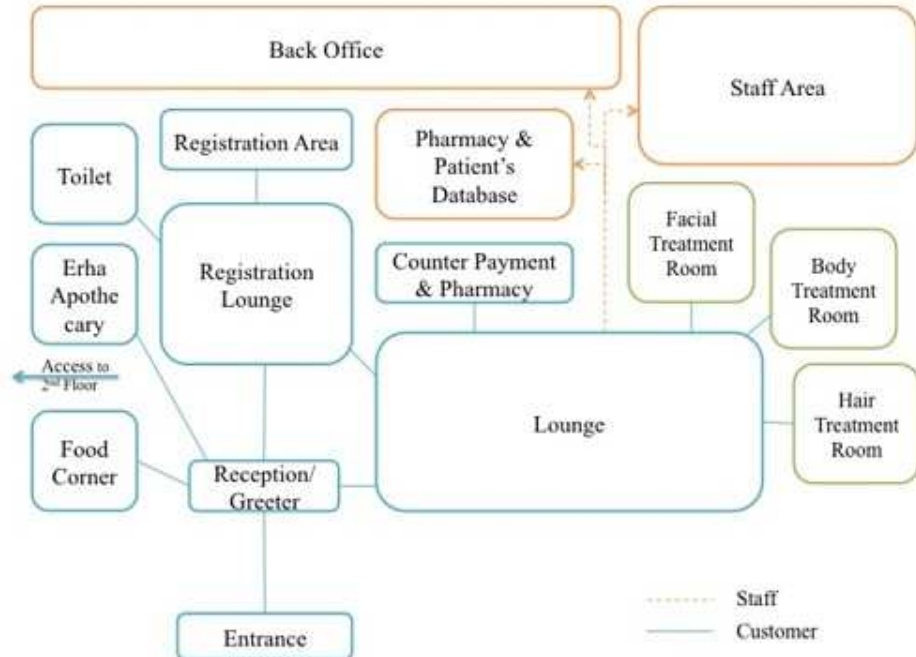 Back Office
Staff Area
Registration Area
Pharmacy &
Patient's
Database
Toilet
Facial
Treatment
Room
Registration
Lounge
Erha
Apothe
cary
Counter Payment
& Pharmacy
Body
Treatment
Room
Access to
2nd Floor
Lounge
Hair
Treatment
Room
Food
Corner
Reception/
Greeter
Entrance
Staff
Customer